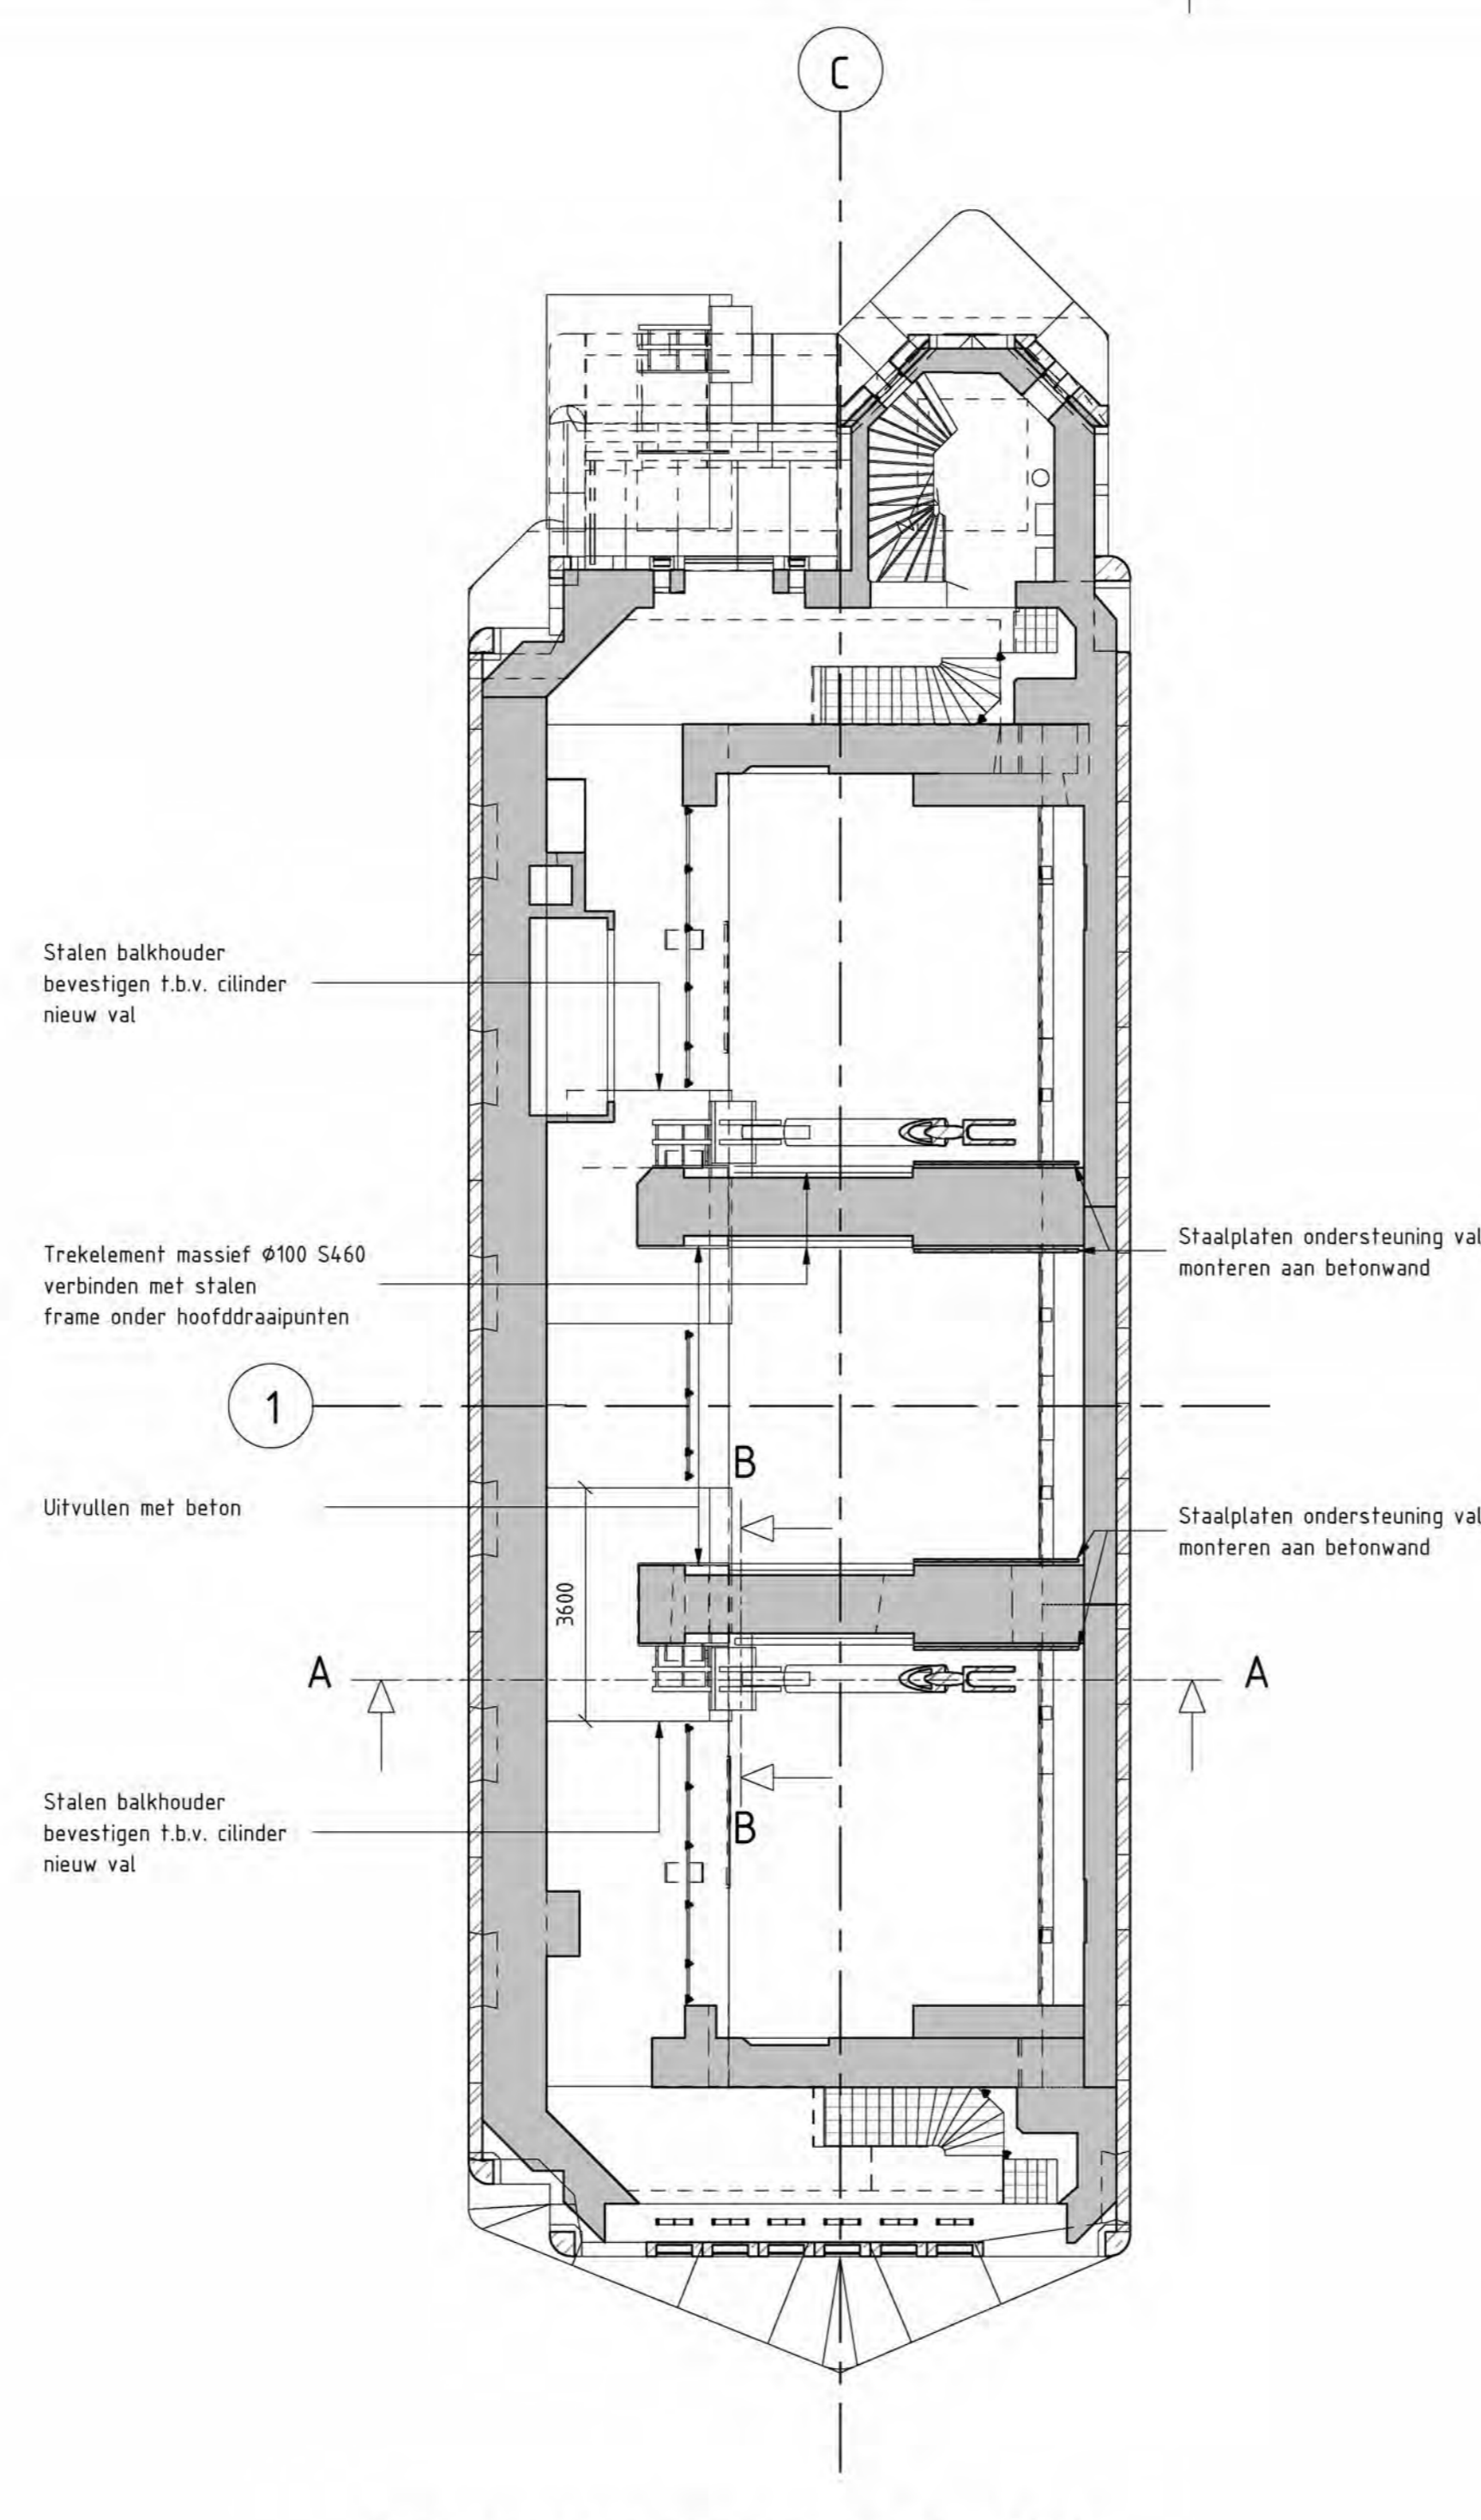 C
Stalen balkhouder
bevestigen t.b.v. cilinder
nieuw val
Trekelement massief Ø100 S460
verbinden met stalen
frame onder hoofddraaipunten
Staalplaten ondersteuning val
monteren aan betonwand
1
B
Uitvullen met beton
Staalplaten ondersteuning val
monteren aan betonwand
3600
A
A
B
Stalen balkhouder
bevestigen t.b.v. cilinder
nieuw val